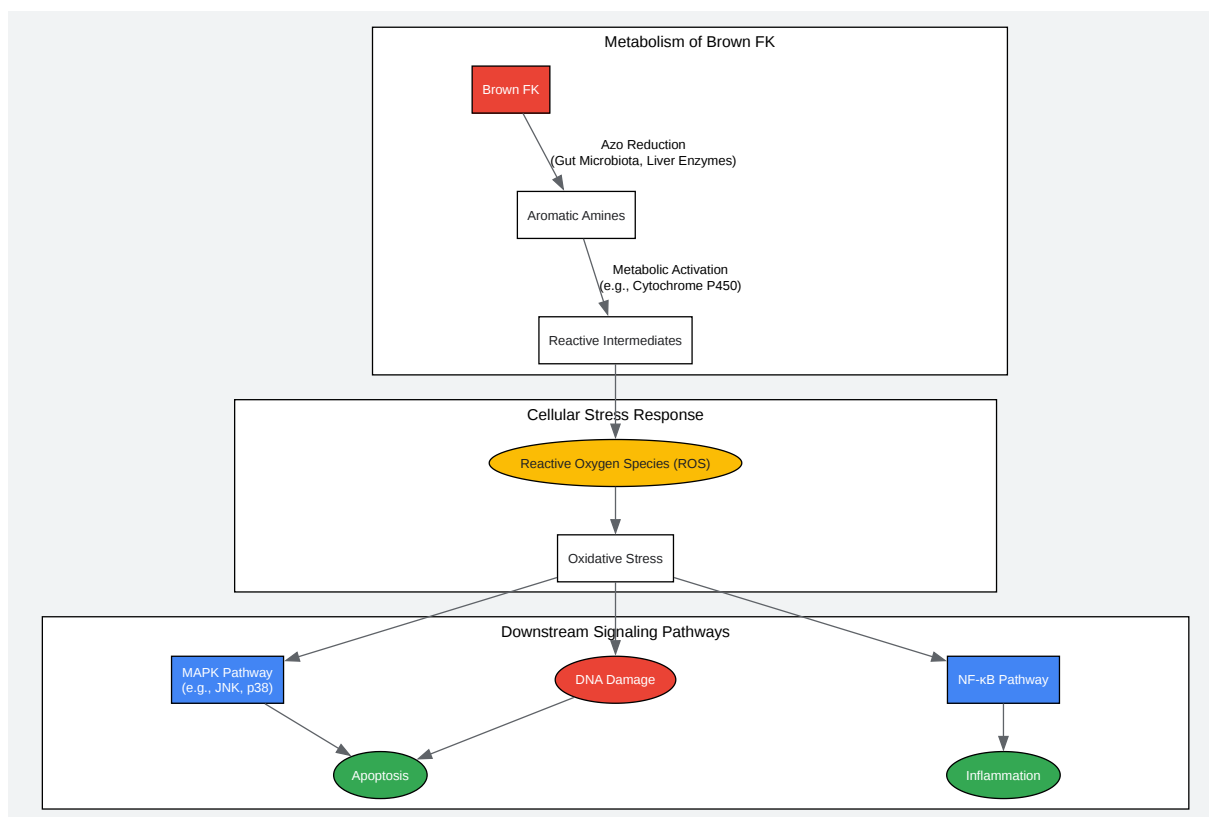 Metabolism of Brown FK
Brown FK
Azo Reduction
(Gut Microbiota, Liver Enzymes)
Aromatic Amines
Metabolic Activation
(e.g., Cytochrome P450)
Reactive Intermediates
Cellular Stress Response
Reactive Oxygen Species (ROS)
Oxidative Stress
Downstream Signaling Pathways
MAPK Pathway
(e.g., JNK, p38)
DNA Damage
NF-κB Pathway
Apoptosis
Inflammation